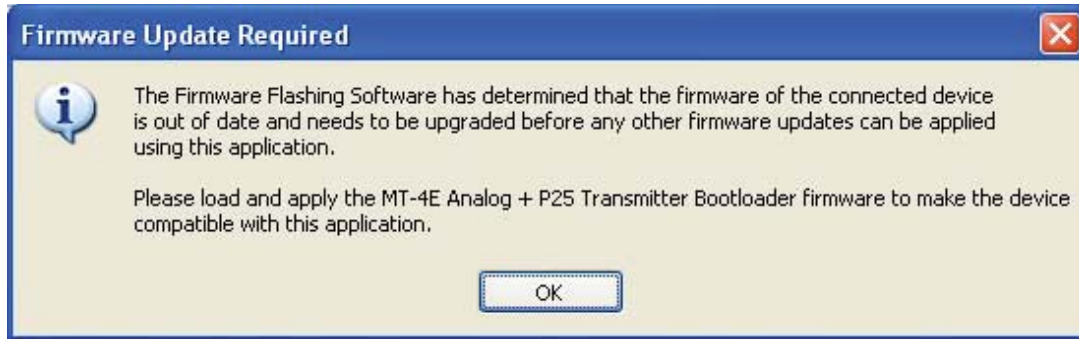 Firmware Update Required
The Firmware Flashing Software has determined that the firmware of the connected device
is out of date and needs to be upgraded before any other firmware updates can be applied
using this application.
Please load and apply the MT-4E Analog + P25 Transmitter Bootloader firmware to make the device
compatible with this application.
OK